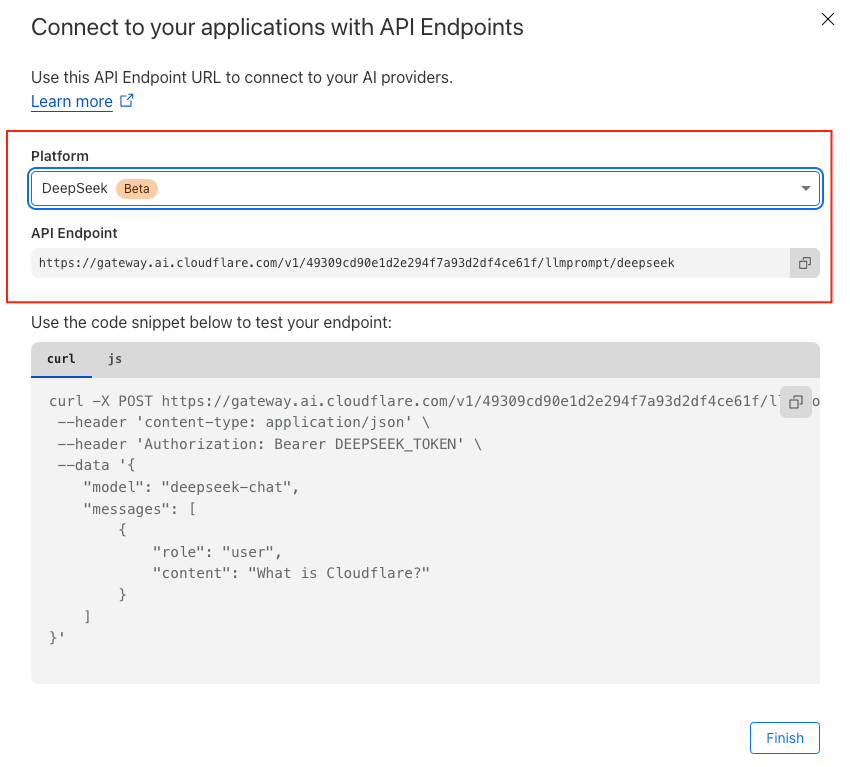 Connect to your applications with API Endpoints
Use this API Endpoint URL to connect to your AI providers.
Learn more
Platform
DeepSeek Beta
API Endpoint
https://gateway.ai.cloudflare.com/v1/49309cd90e1d2e294f7a93d2df4ce61f/llmprompt/deepseek
Use the code snippet below to test your endpoint:
curl js
curl -X POST https://gateway.ai.cloudflare.com/v1/49309cd90e1d2e294f7a93d2df4ce61f/
--header 'content-type: application/json' \
--header 'Authorization: Bearer DEEPSEEK_TOKEN' \
--data '{
"model": "deepseek-chat",
"messages": [
{
"role": "user",
"content": "What is Cloudflare?"
}
]
}'
Finish